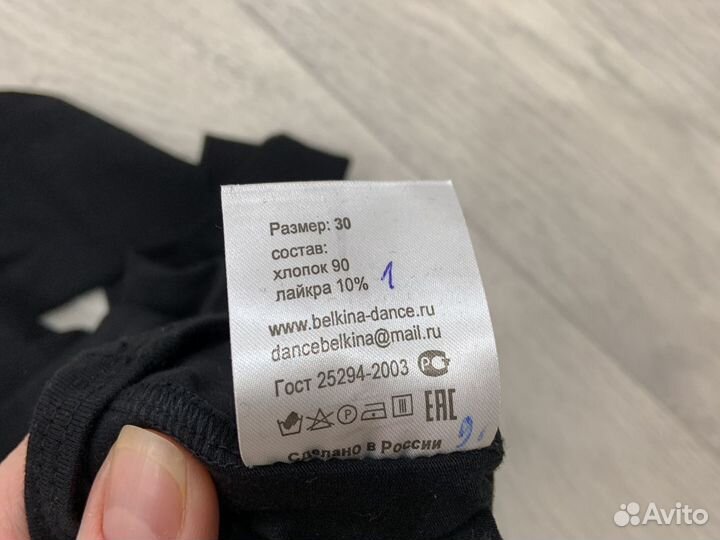 Размер: 30
состав:
хлопок 90
лайкра 10% 1
www.belkina-dance.ru
dancebelkina@mail.ru
Гост 25294-2003
P EAC
Сделано в России 9.
Avito